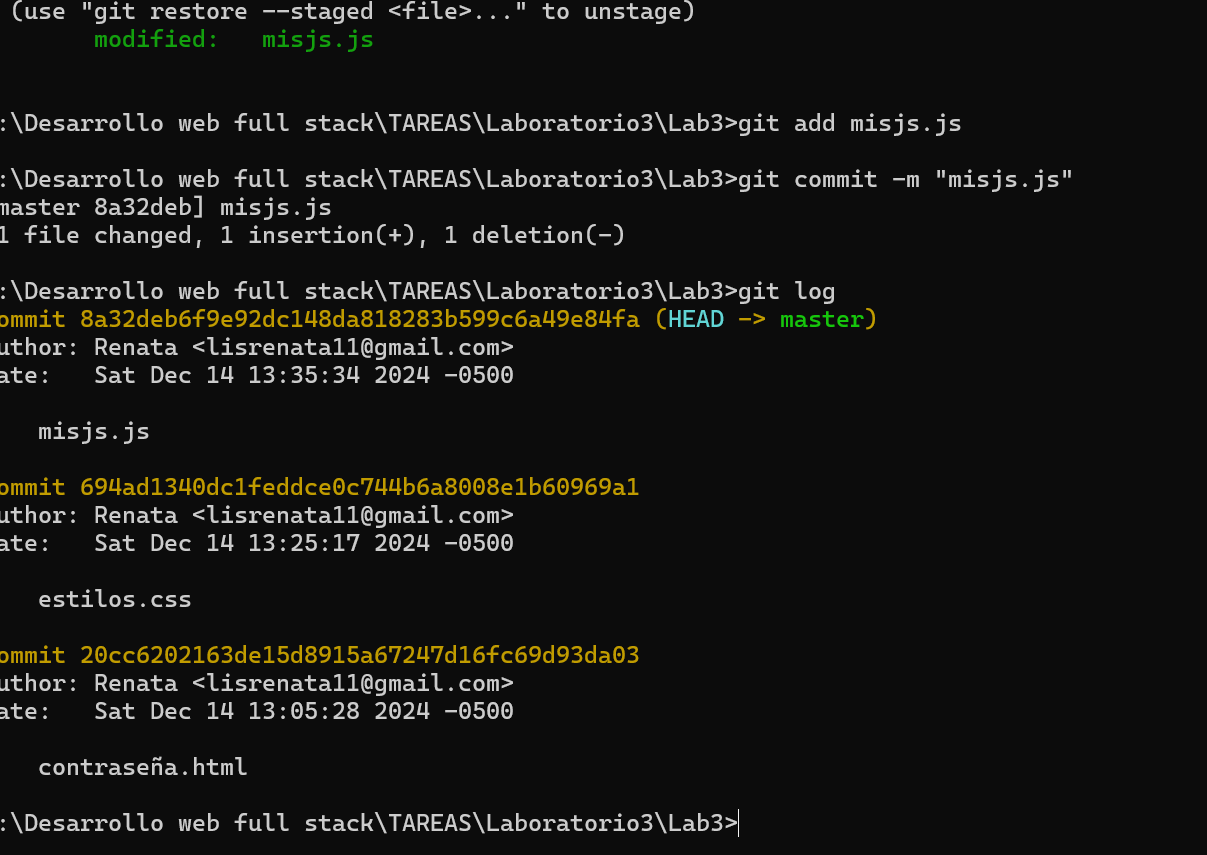 (use "git restore --staged <file>..." to unstage)
modified:   misjs.js
:\Desarrollo web full stack\TAREAS\Laboratorio3\Lab3>git add misjs.js
:\Desarrollo web full stack\TAREAS\Laboratorio3\Lab3>git commit -m "misjs.js"
master 8a32deb] misjs.js
1 file changed, 1 insertion(+), 1 deletion(-)
:\Desarrollo web full stack\TAREAS\Laboratorio3\Lab3>git log
ommit 8a32deb6f9e92dc148da818283b599c6a49e84fa (HEAD -> master)
uthor: Renata <lisrenata11@gmail.com>
ate:   Sat Dec 14 13:35:34 2024 -0500
misjs.js
ommit 694ad1340dc1feddce0c744b6a8008e1b60969a1
uthor: Renata <lisrenata11@gmail.com>
ate:   Sat Dec 14 13:25:17 2024 -0500
estilos.css
ommit 20cc6202163de15d8915a67247d16fc69d93da03
uthor: Renata <lisrenata11@gmail.com>
ate:   Sat Dec 14 13:05:28 2024 -0500
contraseña.html
:\Desarrollo web full stack\TAREAS\Laboratorio3\Lab3>